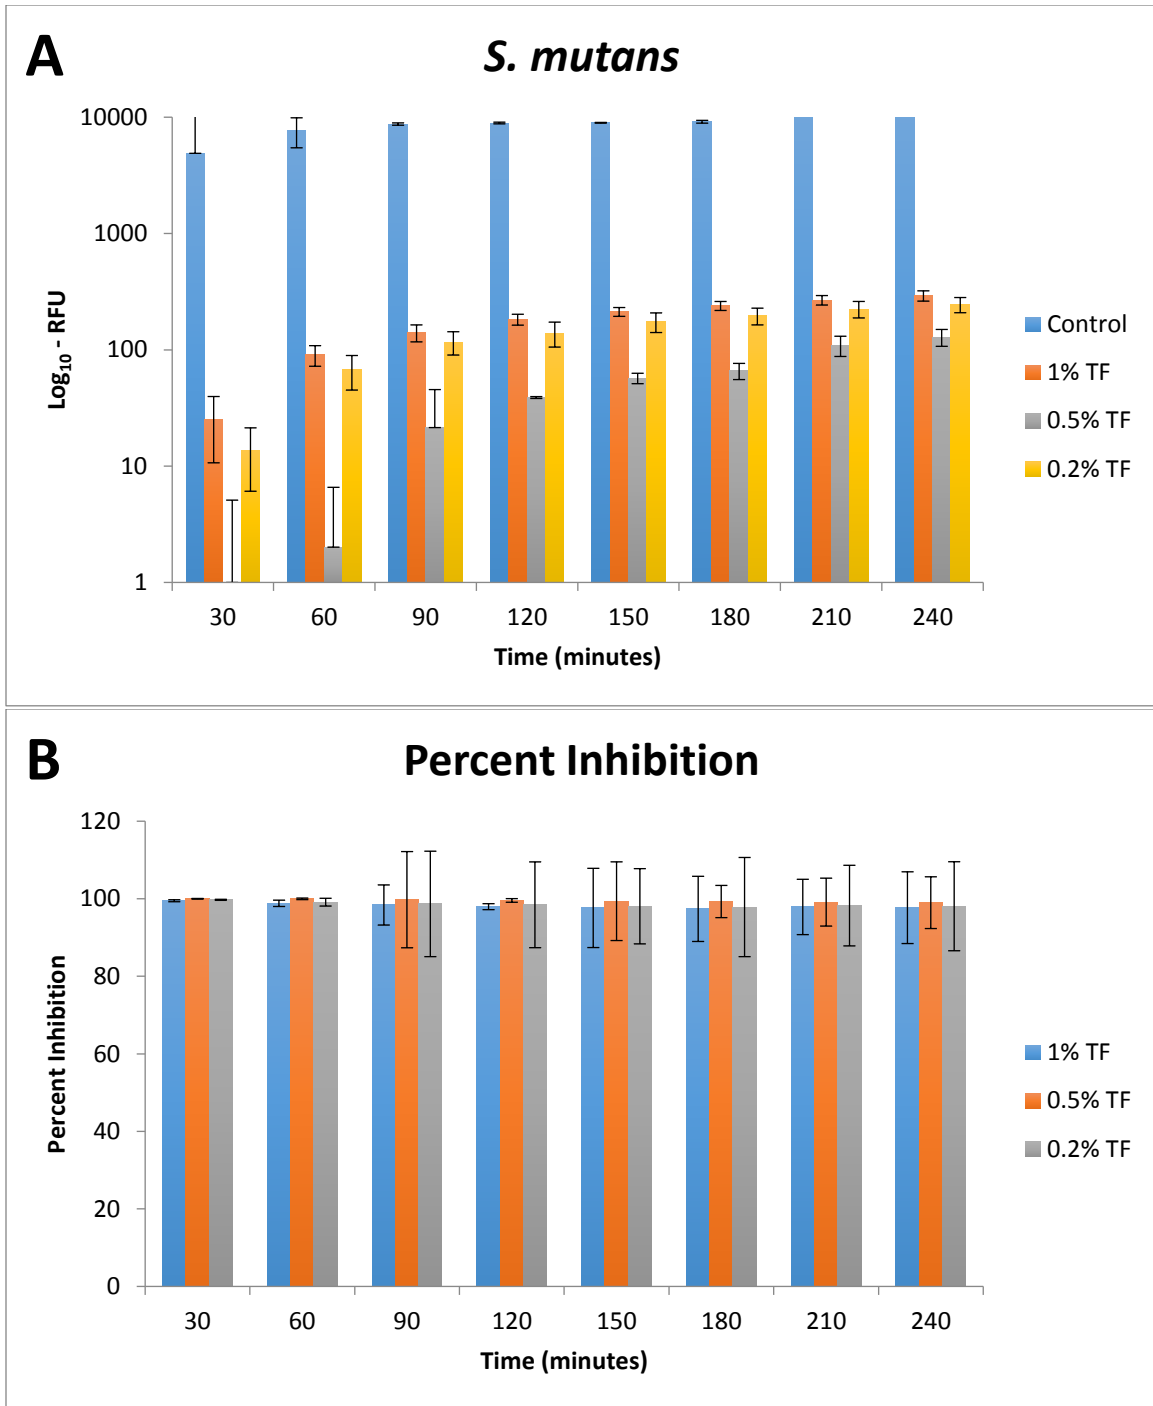 A
S. mutans
10000
1000
100
10
1
Log₁₀ - RFU
30 60 90 120 150 180 210 240
Time (minutes)
Control
1% TF
0.5% TF
0.2% TF
B
Percent Inhibition
120
100
80
60
40
20
0
Percent Inhibition
30 60 90 120 150 180 210 240
Time (minutes)
1% TF
0.5% TF
0.2% TF